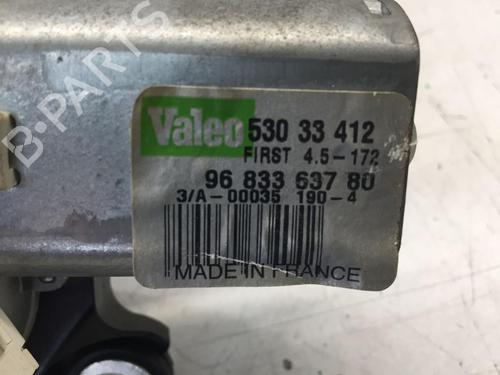 Valeo 530 33 412
FIRST 4.5-172
96 833 637 80
3/A-00035 190-4
MADE IN FRANCE